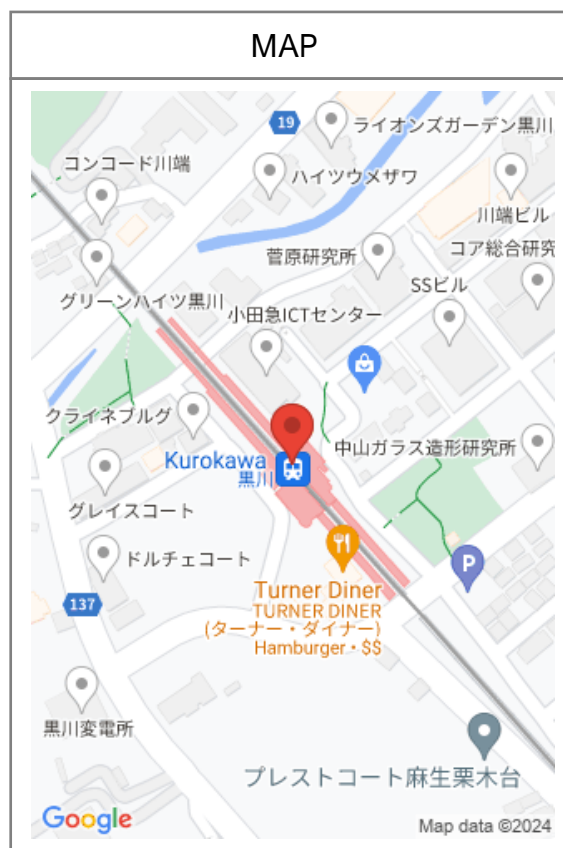 MAP
19
ライオンズガーデン黒川
コンコード川端
ハイツウメザワ
川端ビル
菅原研究所
コア総合研究
グリーンハイツ黒川
SSビル
小田急ICTセンター
クライネブルグ
中山ガラス造形研究所
Kurokawa
黒川
グレイスコート
ドルチェコート
P
137
Turner Diner
TURNER DINER
(ターナー・ダイナー)
Hamburger • $$
黒川変電所
プレストコート麻生栗木台
Google
Map data ©2024